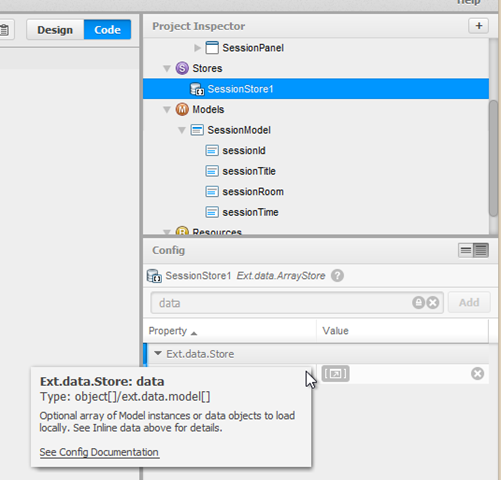 Help
Design
Code
Project Inspector
+
SessionPanel
S Stores
SessionStore1
M Models
SessionModel
sessionId
sessionTitle
sessionRoom
sessionTime
R Resources
Config
SessionStore1 Ext.data.ArrayStore ?
data
Add
Property Value
Ext.data.Store
Ext.data.Store: data
Type: object[]/ext.data.model[]
Optional array of Model instances or data objects to load
locally. See Inline data above for details.
See Config Documentation